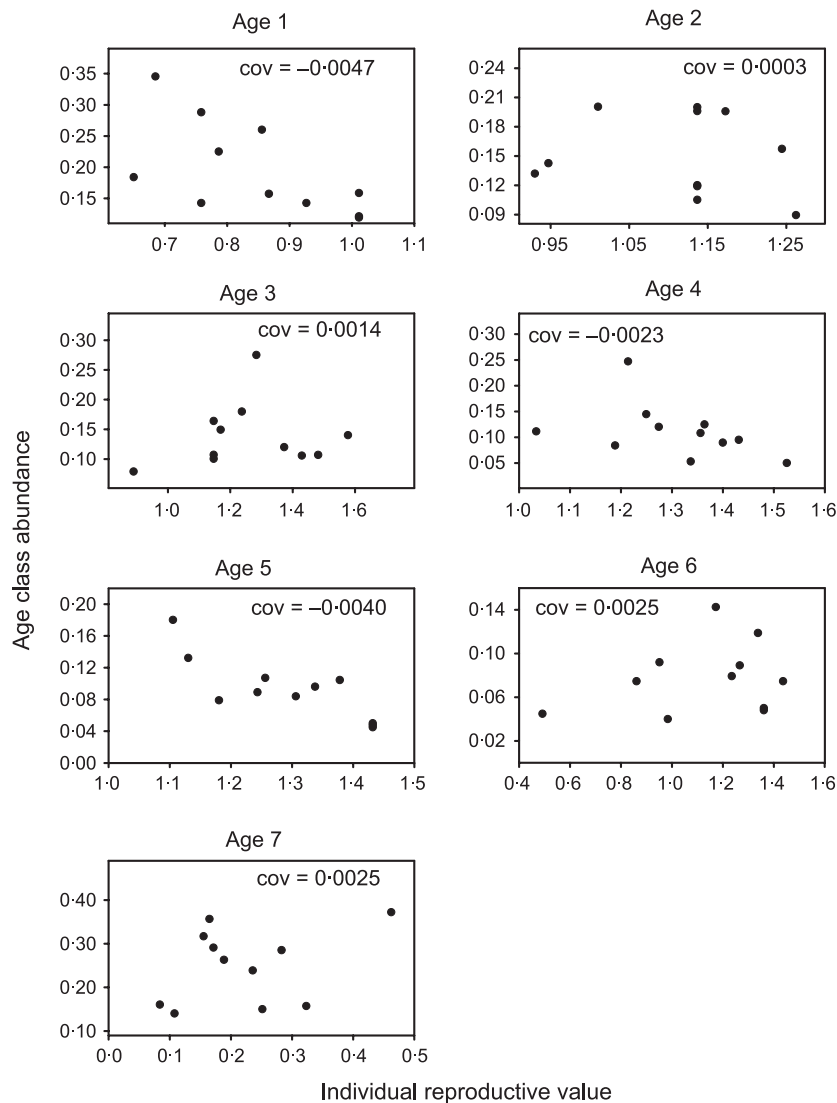 Age 1
cov = –0·0047
0·35
0·30
0·25
0·20
0·15
0·7 0·8 0·9 1·0 1·1
Age 2
cov = 0·0003
0·24
0·21
0·18
0·15
0·12
0·09
0·95 1·05 1·15 1·25
Age 3
cov = 0·0014
0·30
0·25
0·20
0·15
0·10
1·0 1·2 1·4 1·6
Age 4
cov = –0·0023
0·30
0·25
0·20
0·15
0·10
0·05
1·0 1·1 1·2 1·3 1·4 1·5 1·6
Age 5
cov = –0·0040
0·20
0·16
0·12
0·08
0·04
0·00
1·0 1·1 1·2 1·3 1·4 1·5
Age 6
cov = 0·0025
0·14
0·10
0·06
0·02
0·4 0·6 0·8 1·0 1·2 1·4 1·6
Age 7
cov = 0·0025
0·40
0·30
0·20
0·10
0·0 0·1 0·2 0·3 0·4 0·5
Age class abundance
Individual reproductive value